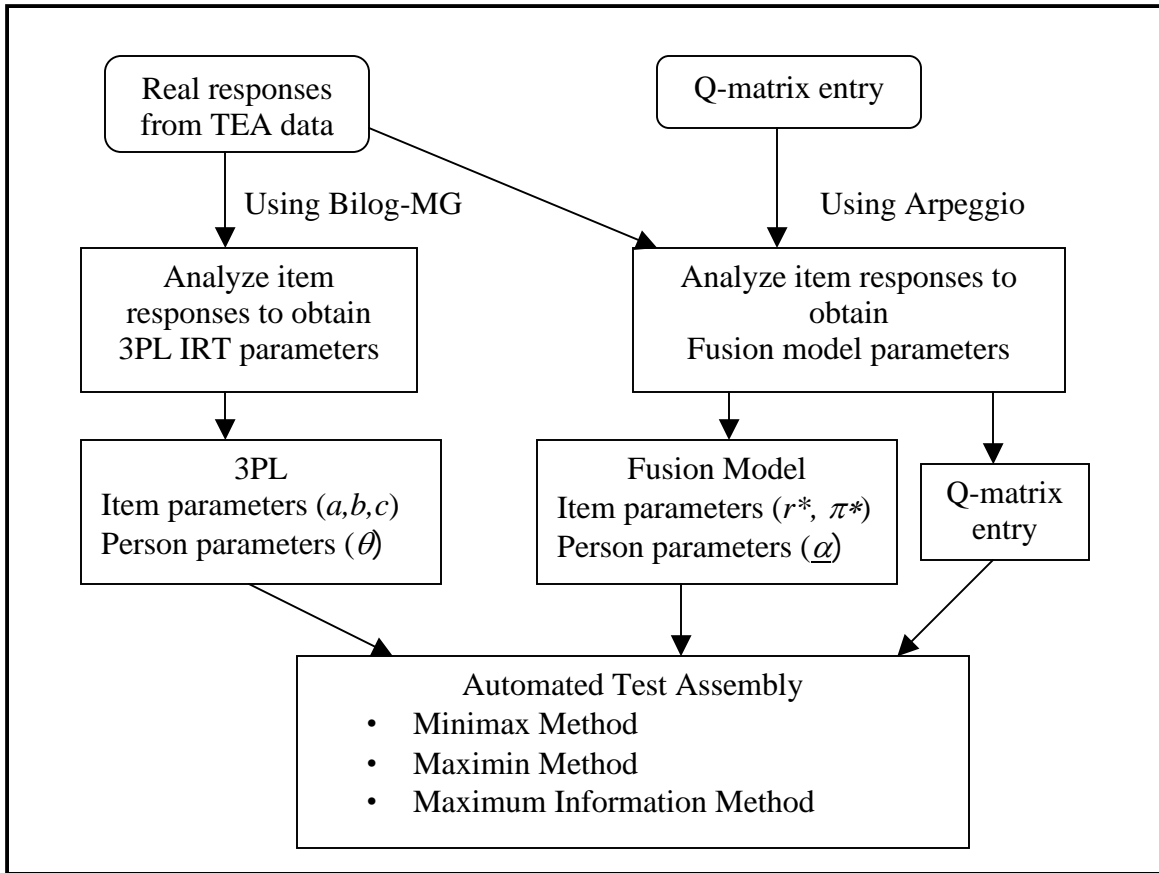 Real responses
from TEA data
Q-matrix entry
Using Bilog-MG
Using Arpeggio
Analyze item
responses to obtain
3PL IRT parameters
Analyze item responses to
obtain
Fusion model parameters
3PL
Item parameters (a,b,c)
Person parameters (θ)
Fusion Model
Item parameters (r*, π*)
Person parameters (α)
Q-matrix
entry
Automated Test Assembly
• Minimax Method
• Maximin Method
• Maximum Information Method